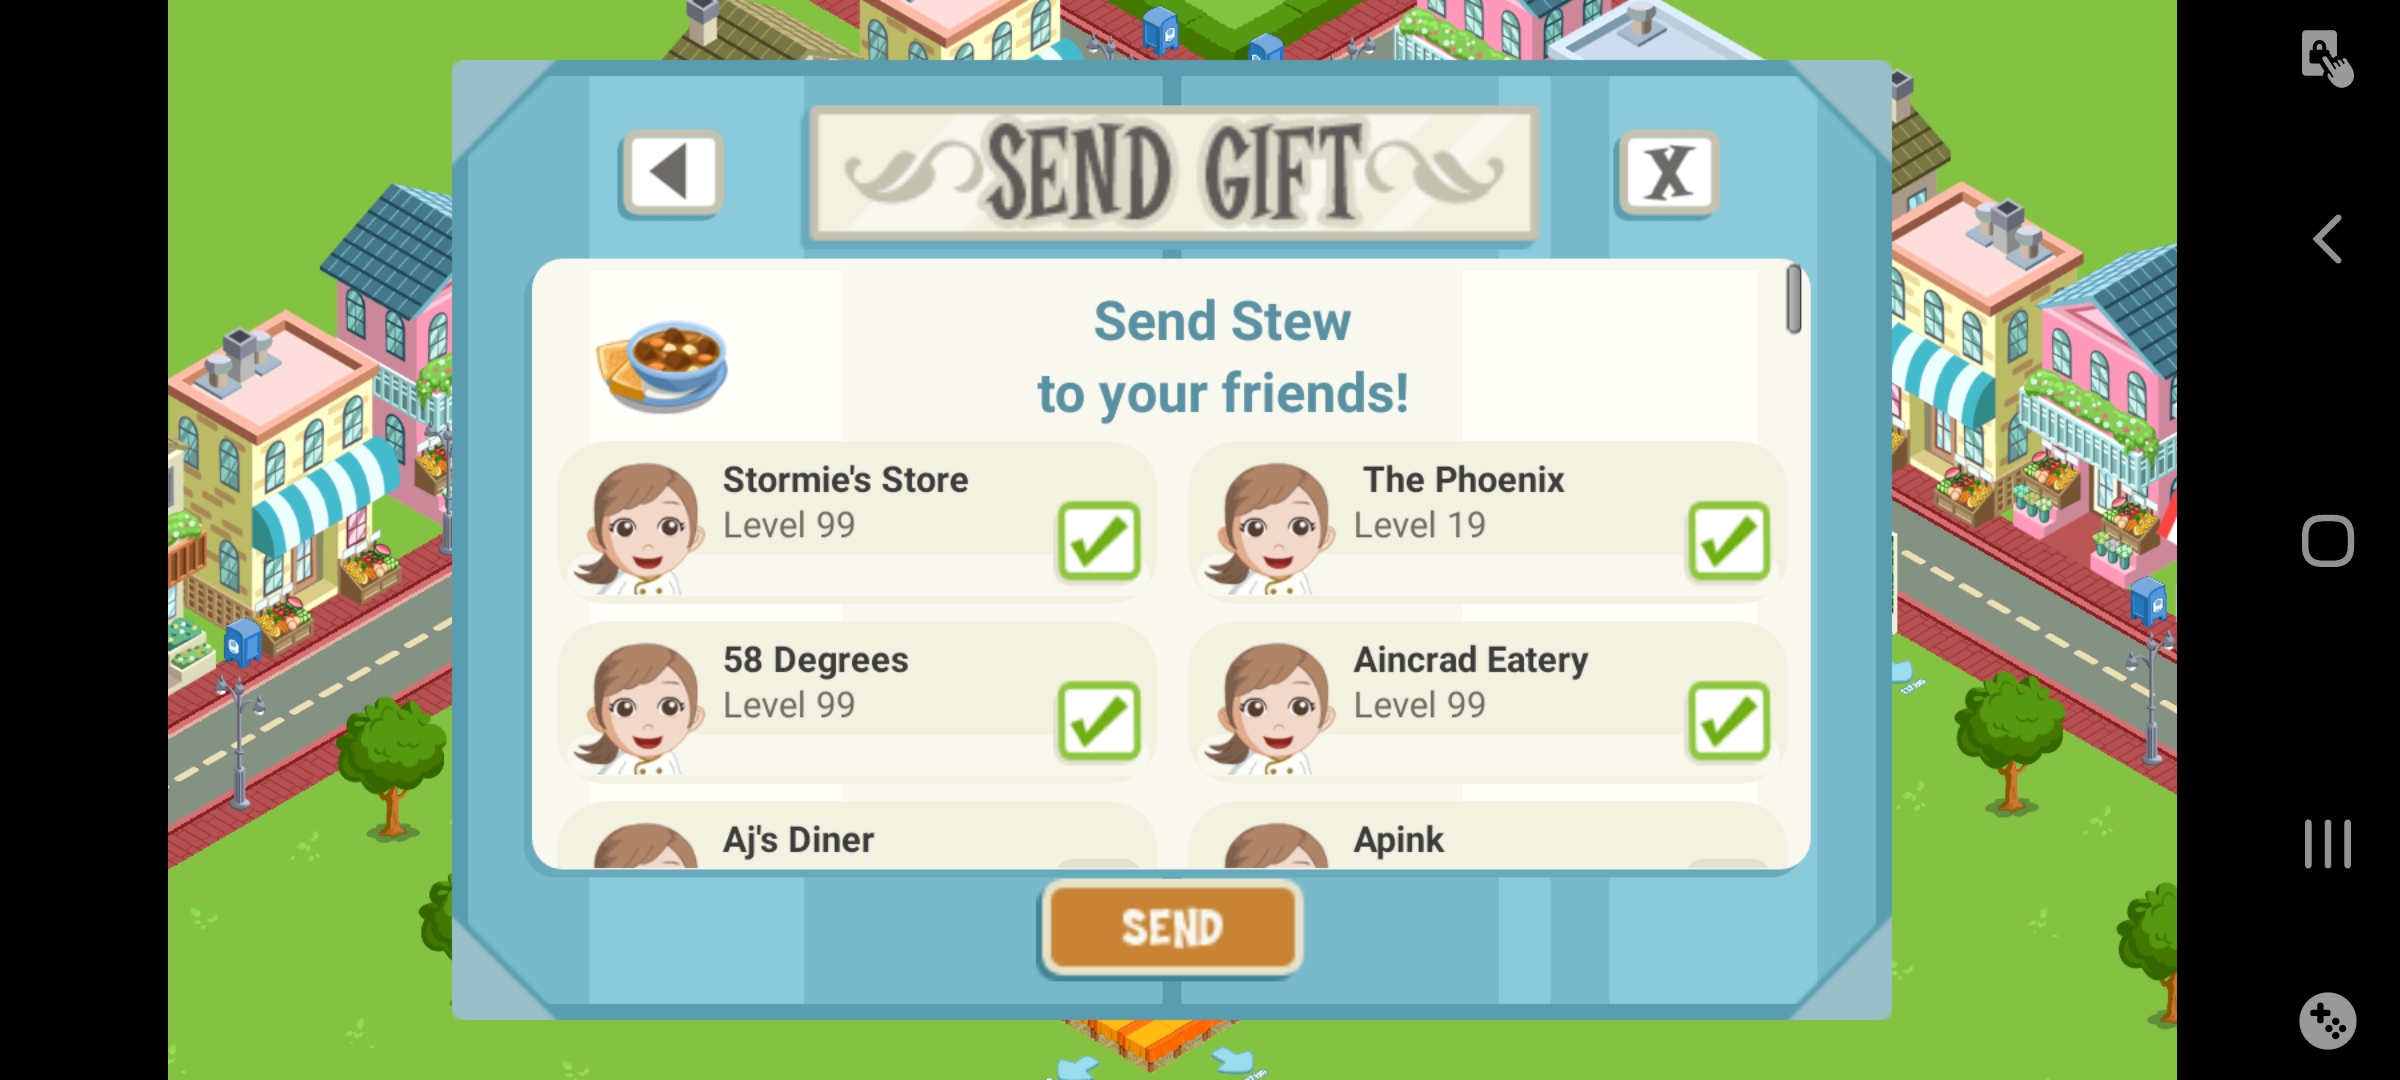 SEND GIFT
Send Stew
to your friends!
Stormie's Store
Level 99
The Phoenix
Level 19
58 Degrees
Level 99
Aincrad Eatery
Level 99
Aj's Diner
Apink
SEND